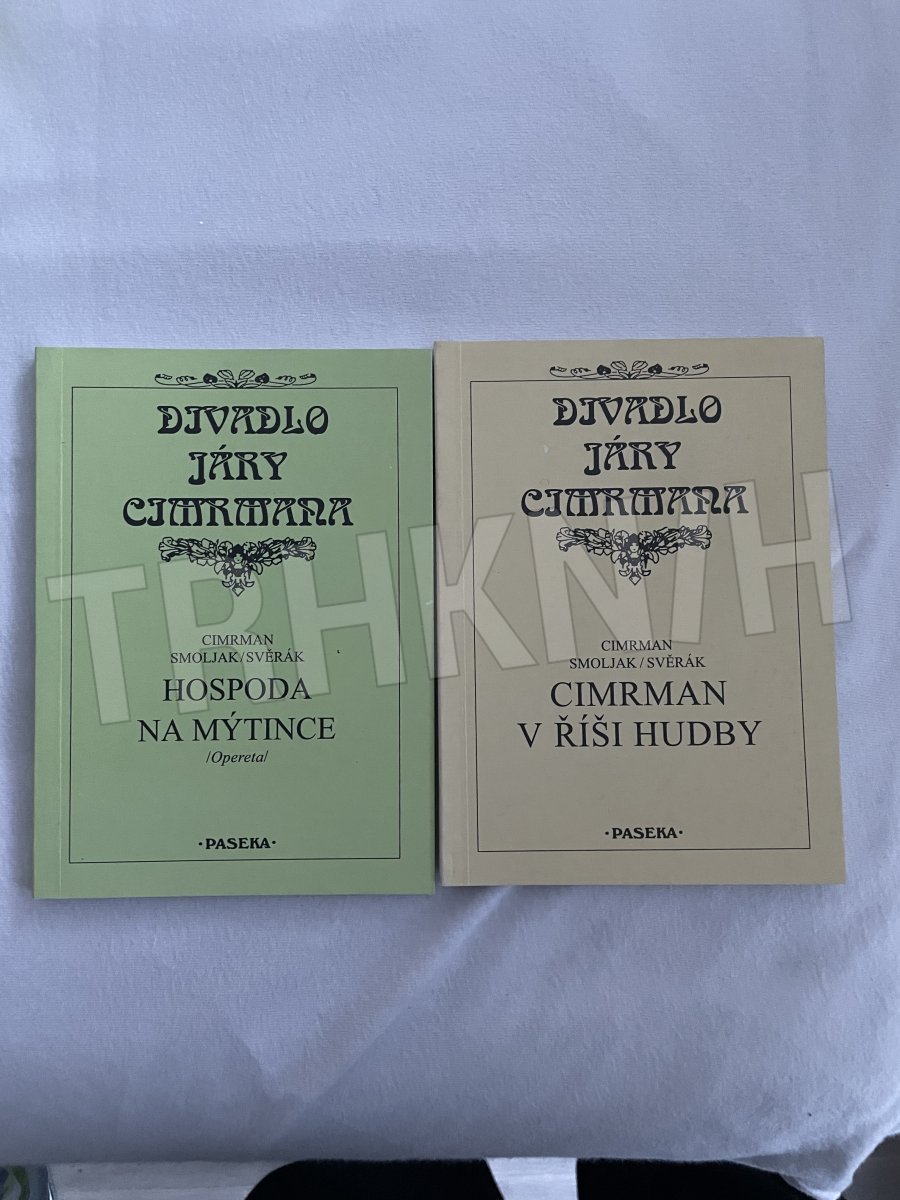 DIVADLO
JÁRY
CIMRMANA
CIMRMAN
SMOLJAK/SVĚRÁK
HOSPODA
NA MÝTINCE
/Opereta/
·PASEKA·
DIVADLO
JÁRY
CIMRMANA
CIMRMAN
SMOLJAK/SVĚRÁK
CIMRMAN
V ŘÍŠI HUDBY
·PASEKA·
TRHKNIH